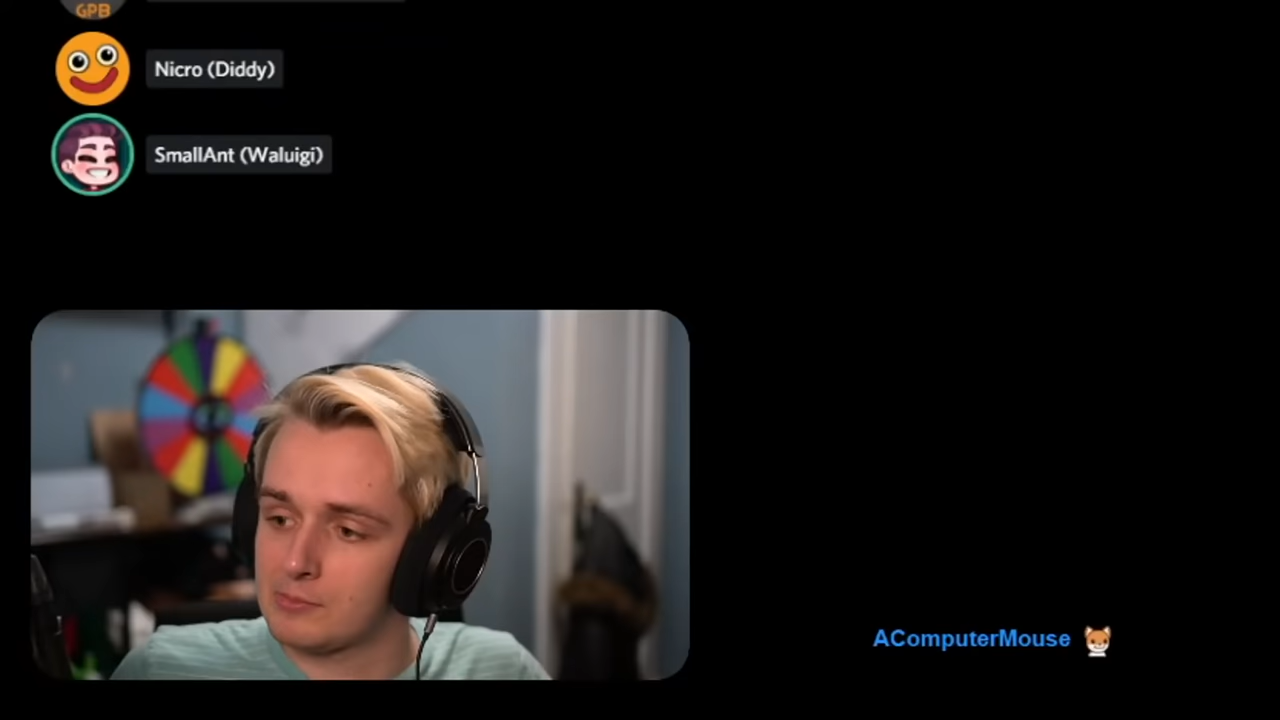 GPB
Nicro (Diddy)
SmallAnt (Waluigi)
AComputerMouse